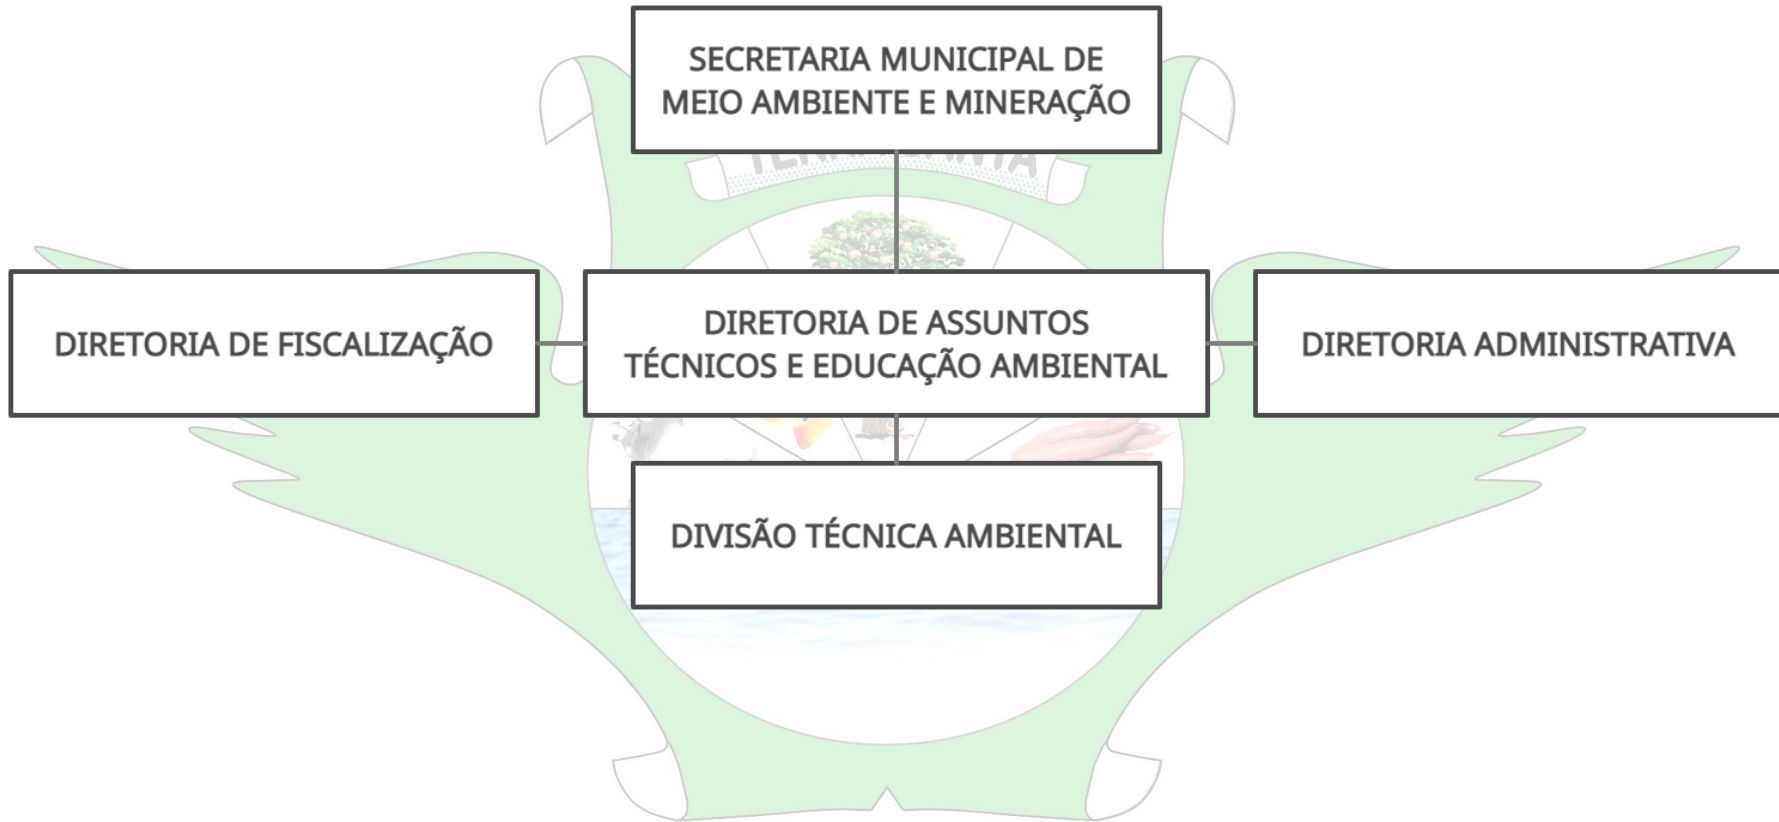 SECRETARIA MUNICIPAL DE
MEIO AMBIENTE E MINERAÇÃO
DIRETORIA DE FISCALIZAÇÃO
DIRETORIA DE ASSUNTOS
TÉCNICOS E EDUCAÇÃO AMBIENTAL
DIRETORIA ADMINISTRATIVA
DIVISÃO TÉCNICA AMBIENTAL